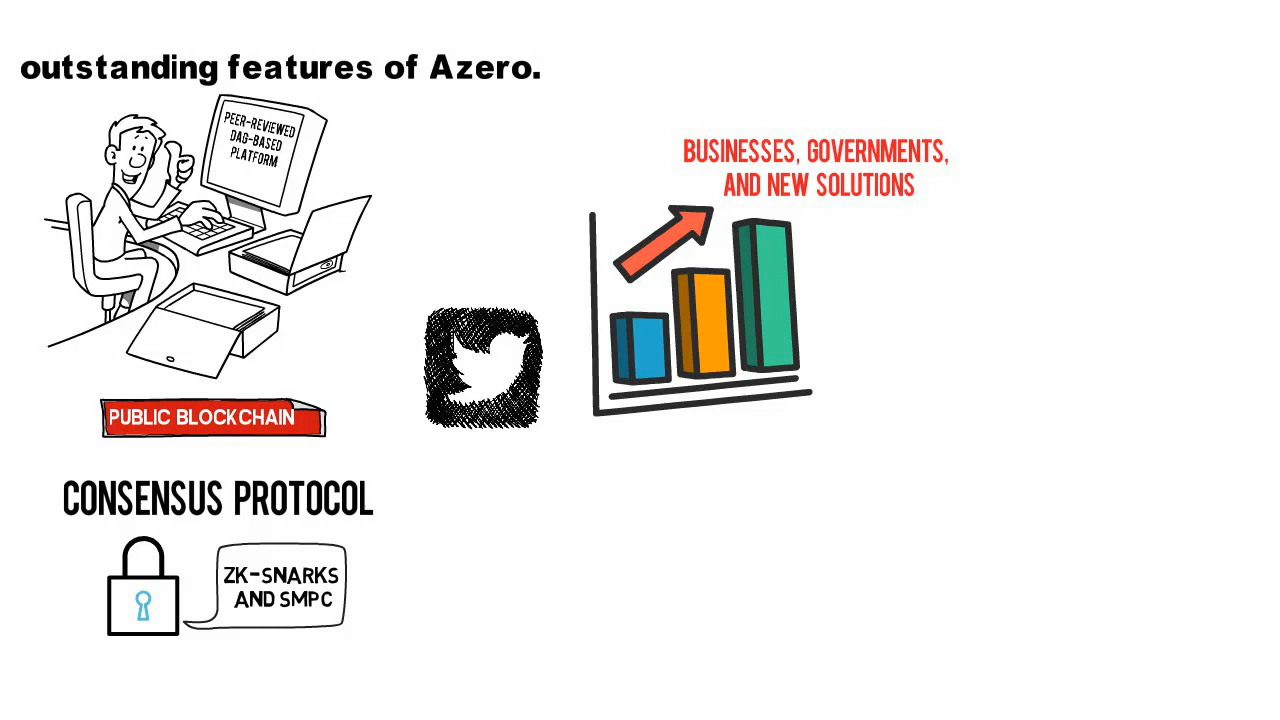 outstanding features of Azero.
PEER-REVIEWED
DAG-BASED
PLATFORM
PUBLIC BLOCKCHAIN
CONSENSUS PROTOCOL
ZK-SNARKS
AND SMPC
BUSINESSES, GOVERNMENTS,
AND NEW SOLUTIONS